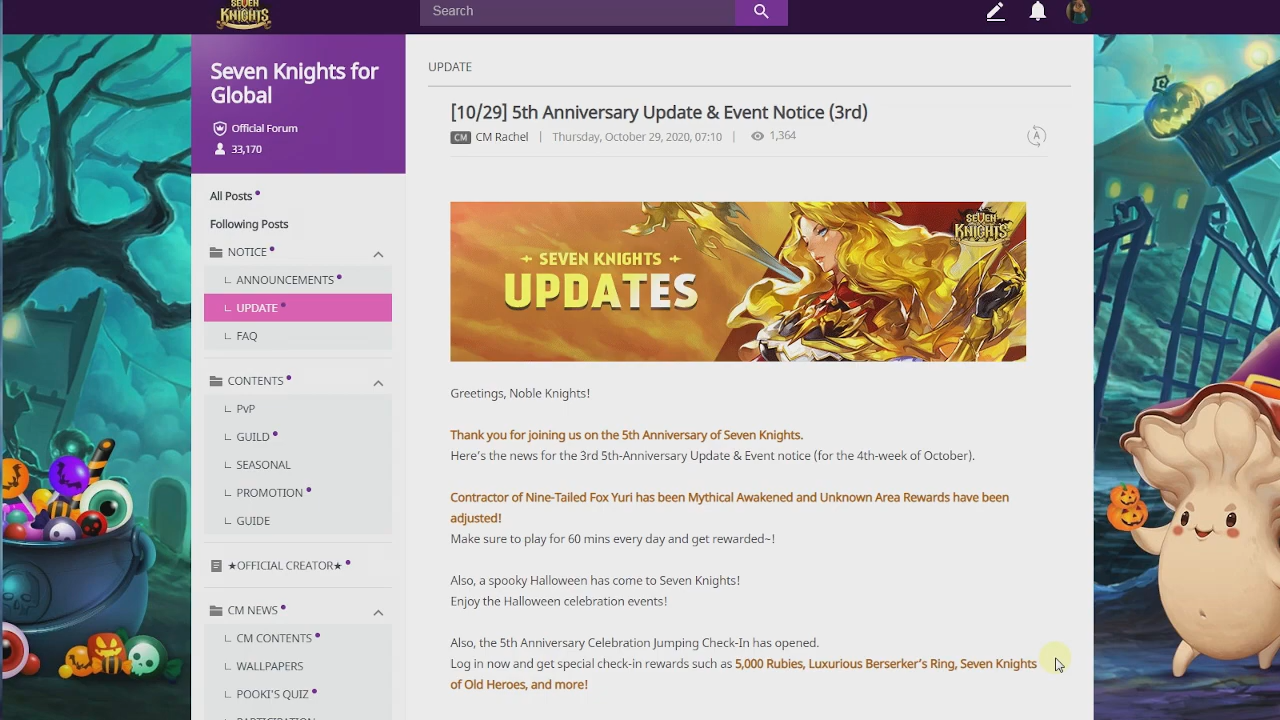 SEVEN
KNIGHTS
Search
Seven Knights for
Global
Official Forum
33,170
All Posts
Following Posts
NOTICE
ANNOUNCEMENTS
UPDATE
FAQ
CONTENTS
PvP
GUILD
SEASONAL
PROMOTION
GUIDE
★OFFICIAL CREATOR★
CM NEWS
CM CONTENTS
WALLPAPERS
POOKI'S QUIZ
PARTICIPATION
UPDATE
[10/29] 5th Anniversary Update & Event Notice (3rd)
CM CM Rachel | Thursday, October 29, 2020, 07:10 | 1,364
A
SEVEN KNIGHTS
UPDATES
SEVEN
KNIGHTS
Greetings, Noble Knights!
Thank you for joining us on the 5th Anniversary of Seven Knights.
Here's the news for the 3rd 5th-Anniversary Update & Event notice (for the 4th-week of October).
Contractor of Nine-Tailed Fox Yuri has been Mythical Awakened and Unknown Area Rewards have been
adjusted!
Make sure to play for 60 mins every day and get rewarded~!
Also, a spooky Halloween has come to Seven Knights!
Enjoy the Halloween celebration events!
Also, the 5th Anniversary Celebration Jumping Check-In has opened.
Log in now and get special check-in rewards such as 5,000 Rubies, Luxurious Berserker's Ring, Seven Knights
of Old Heroes, and more!